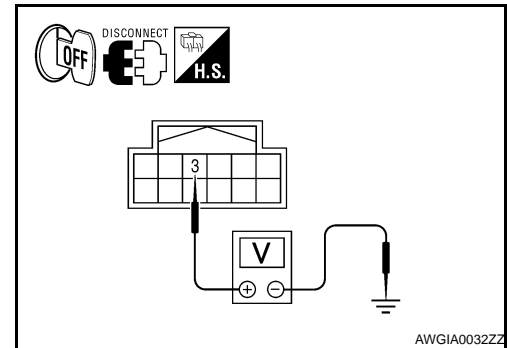 DISCONNECT
OFF
H.S.
3
V
+ −
AWGIA0032ZZ